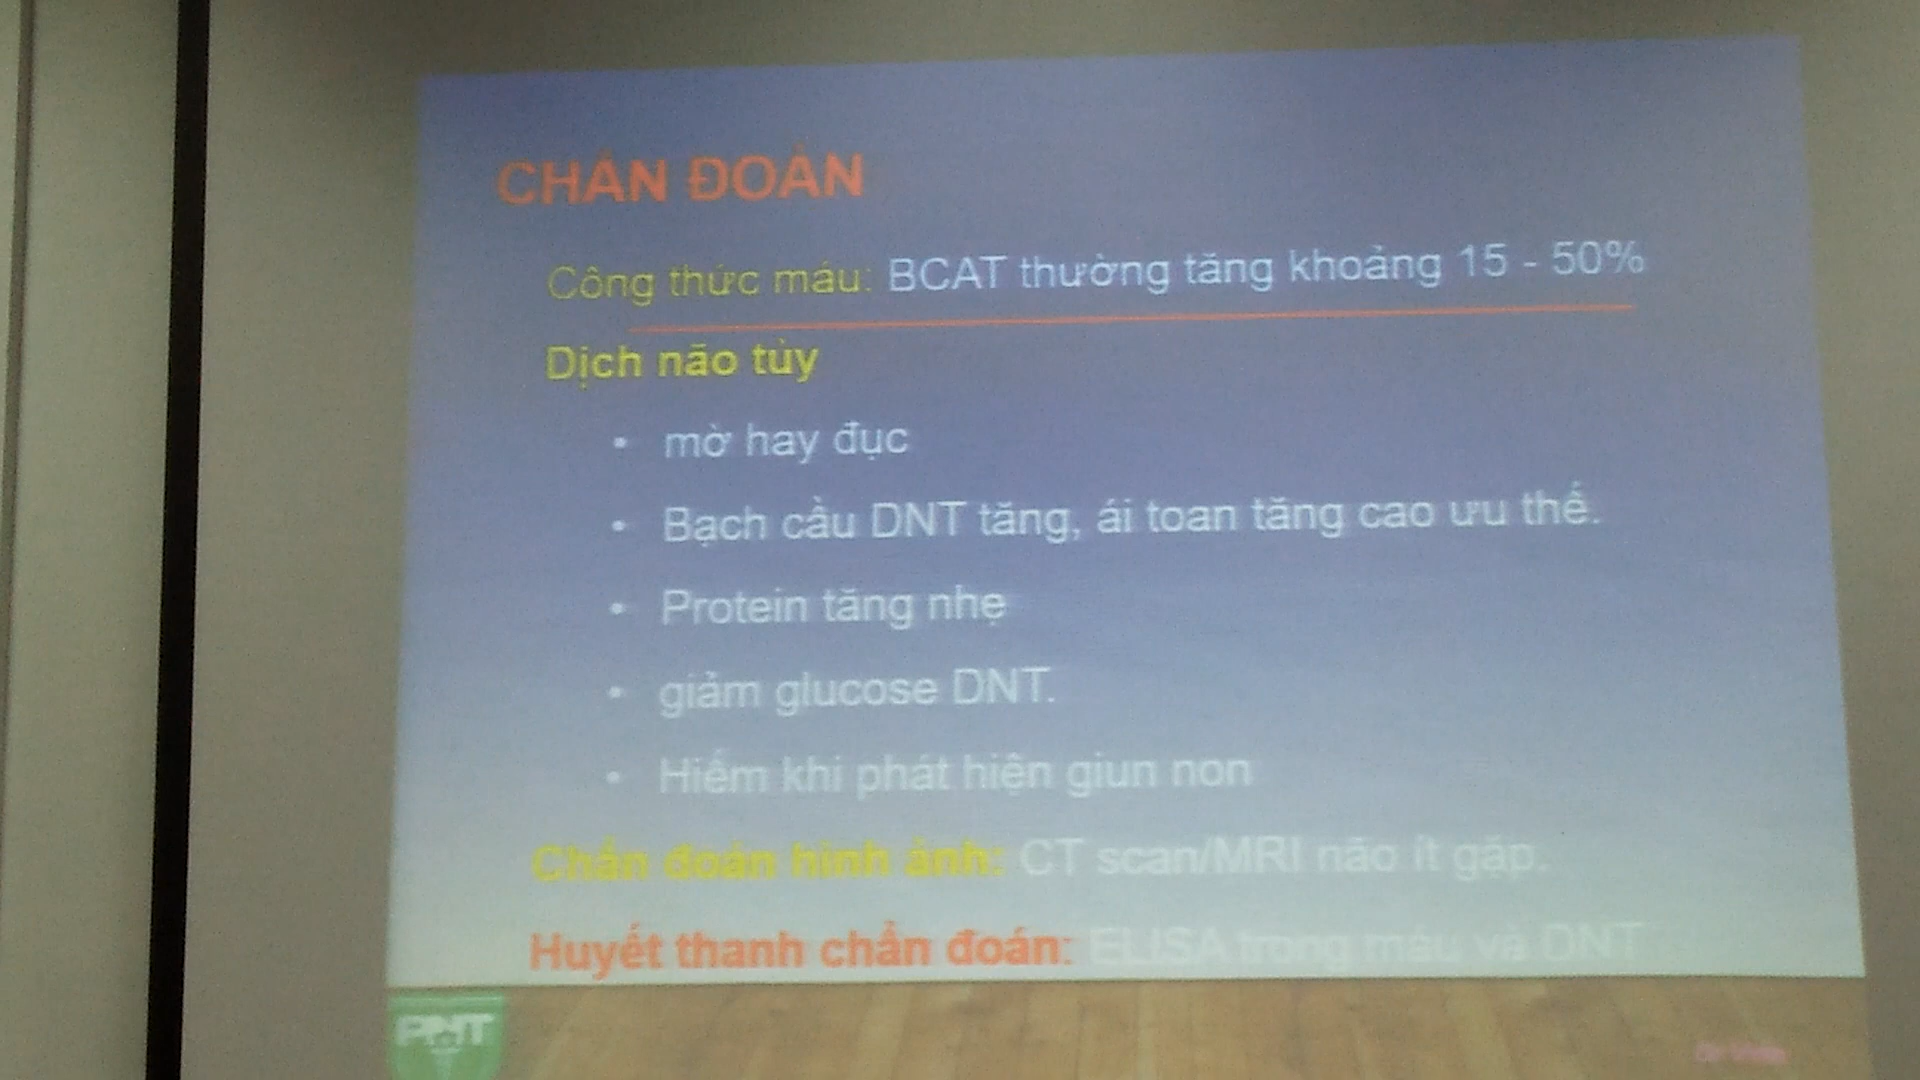 CHẨN ĐOÁN
Công thức máu: BCAT thường tăng khoảng 15 - 50%
Dịch não tủy
• mờ hay đục
• Bạch cầu DNT tăng, ái toan tăng cao ưu thế.
• Protein tăng nhẹ
• giảm glucose DNT.
• Hiếm khi phát hiện giun non
Chẩn đoán hình ảnh: CT scan/MRI não ít gặp.
Huyết thanh chẩn đoán: ELISA trong máu và DNT
PNT